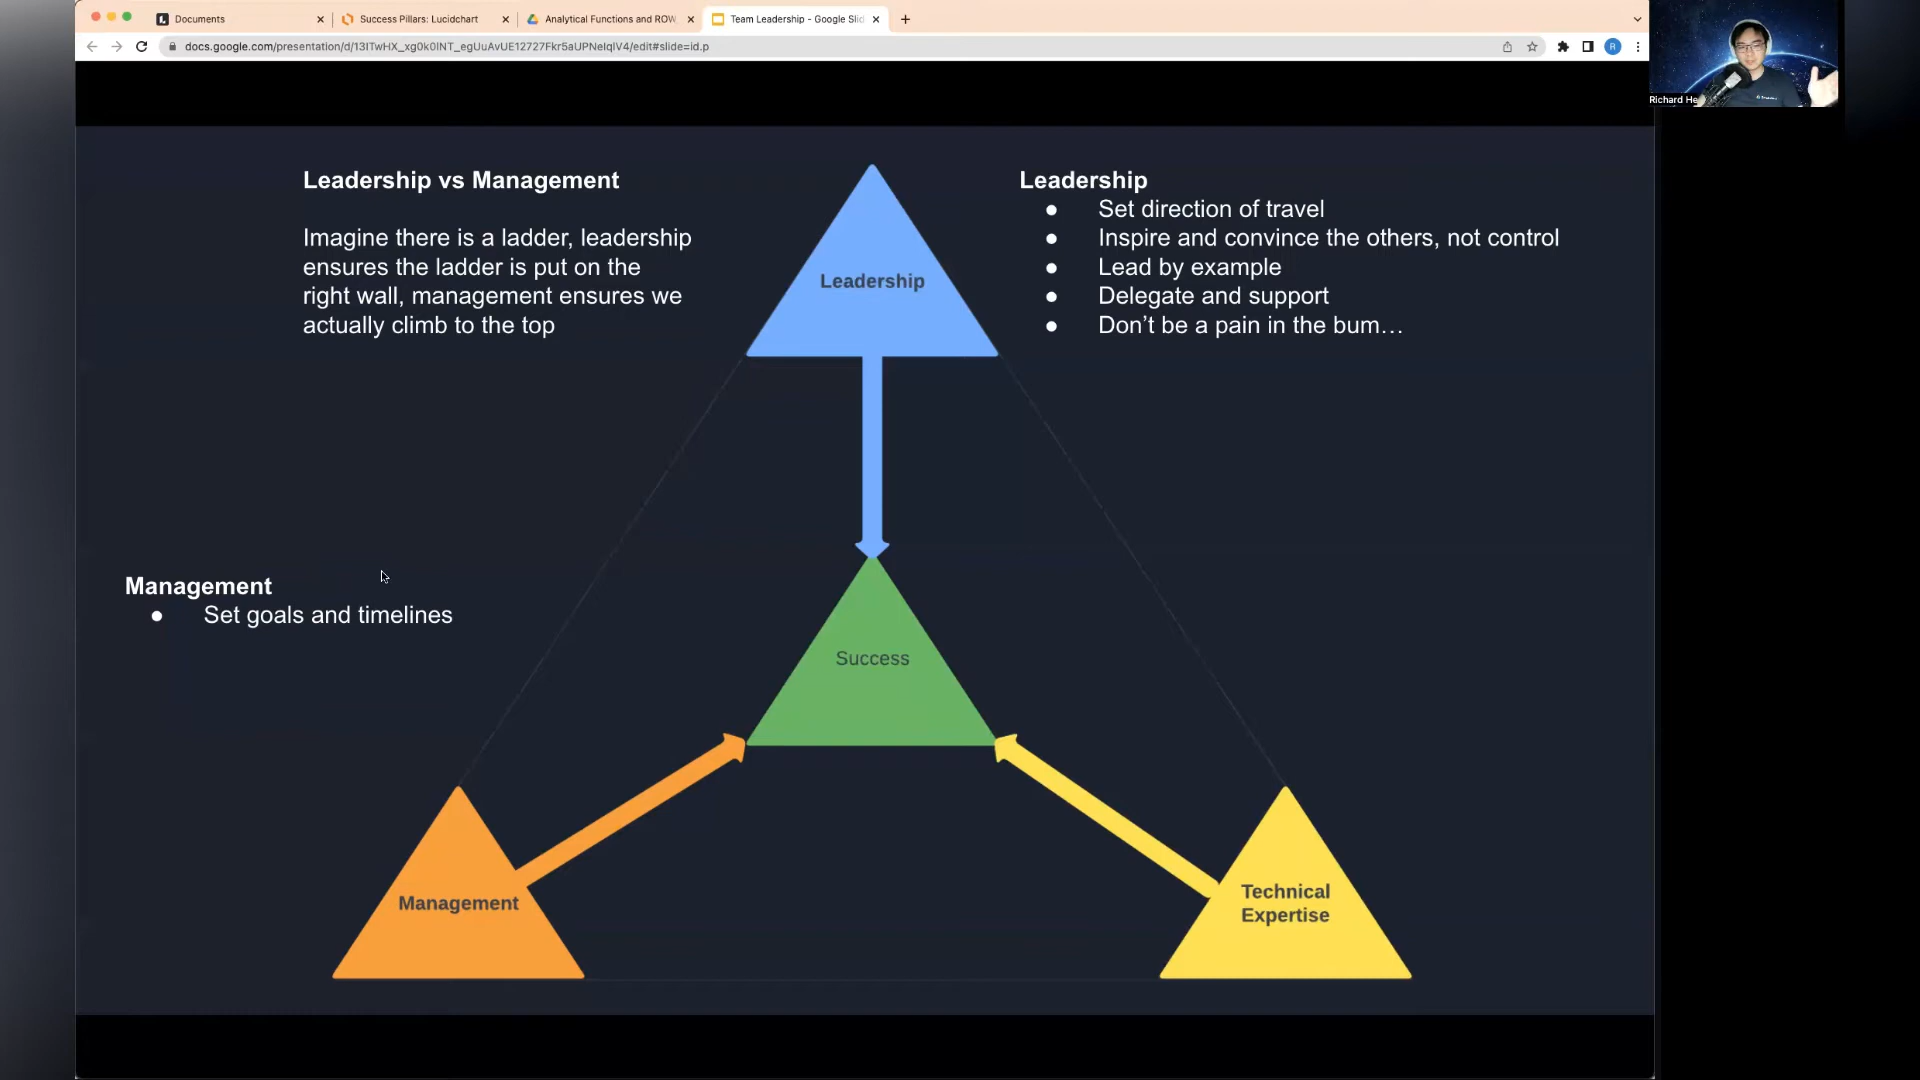 Documents
Success Pillars: Lucidchart
Analytical Functions and ROW
Team Leadership - Google Slid
docs.google.com/presentation/d/13ITwHX_xg0k0INT_egUuAvUE12727Fkr5aUPNeIqIV4/edit#slide=id.p
R
Richard He
Leadership vs Management
Imagine there is a ladder, leadership
ensures the ladder is put on the
right wall, management ensures we
actually climb to the top
Leadership
Leadership
● Set direction of travel
● Inspire and convince the others, not control
● Lead by example
● Delegate and support
● Don’t be a pain in the bum…
Management
● Set goals and timelines
Success
Management
Technical
Expertise